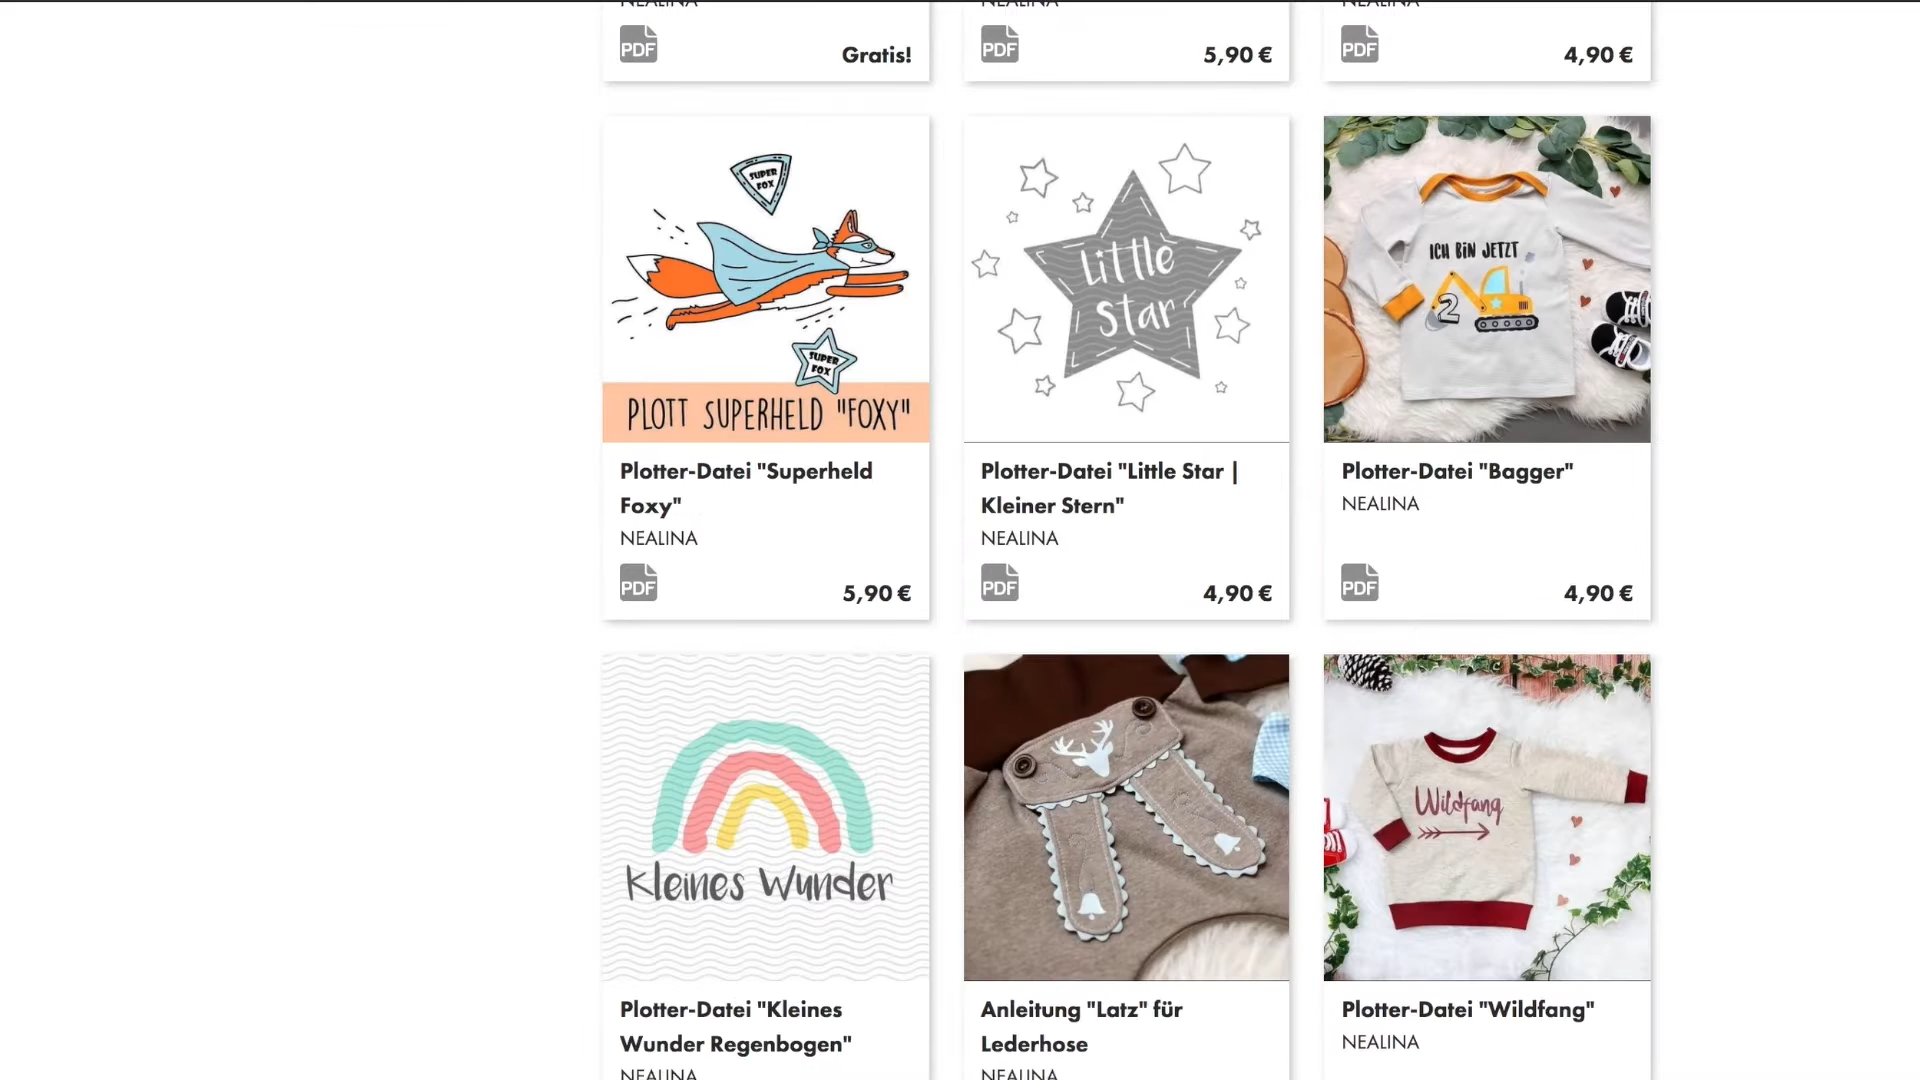 NEALINA
NEALINA
NEALINA
PDF
Gratis!
PDF
5,90 €
PDF
4,90 €
SUPER
FOX
SUPER
FOX
PLOTT SUPERHELD "FOXY"
Plotter-Datei "Superheld
Foxy"
NEALINA
PDF
5,90 €
Little
Star
Plotter-Datei "Little Star |
Kleiner Stern"
NEALINA
PDF
4,90 €
ICH BIN JETZT
2
Plotter-Datei "Bagger"
NEALINA
PDF
4,90 €
Kleines Wunder
Plotter-Datei "Kleines
Wunder Regenbogen"
NEALINA
Anleitung "Latz" für
Lederhose
NEALINA
Wildfang
Plotter-Datei "Wildfang"
NEALINA